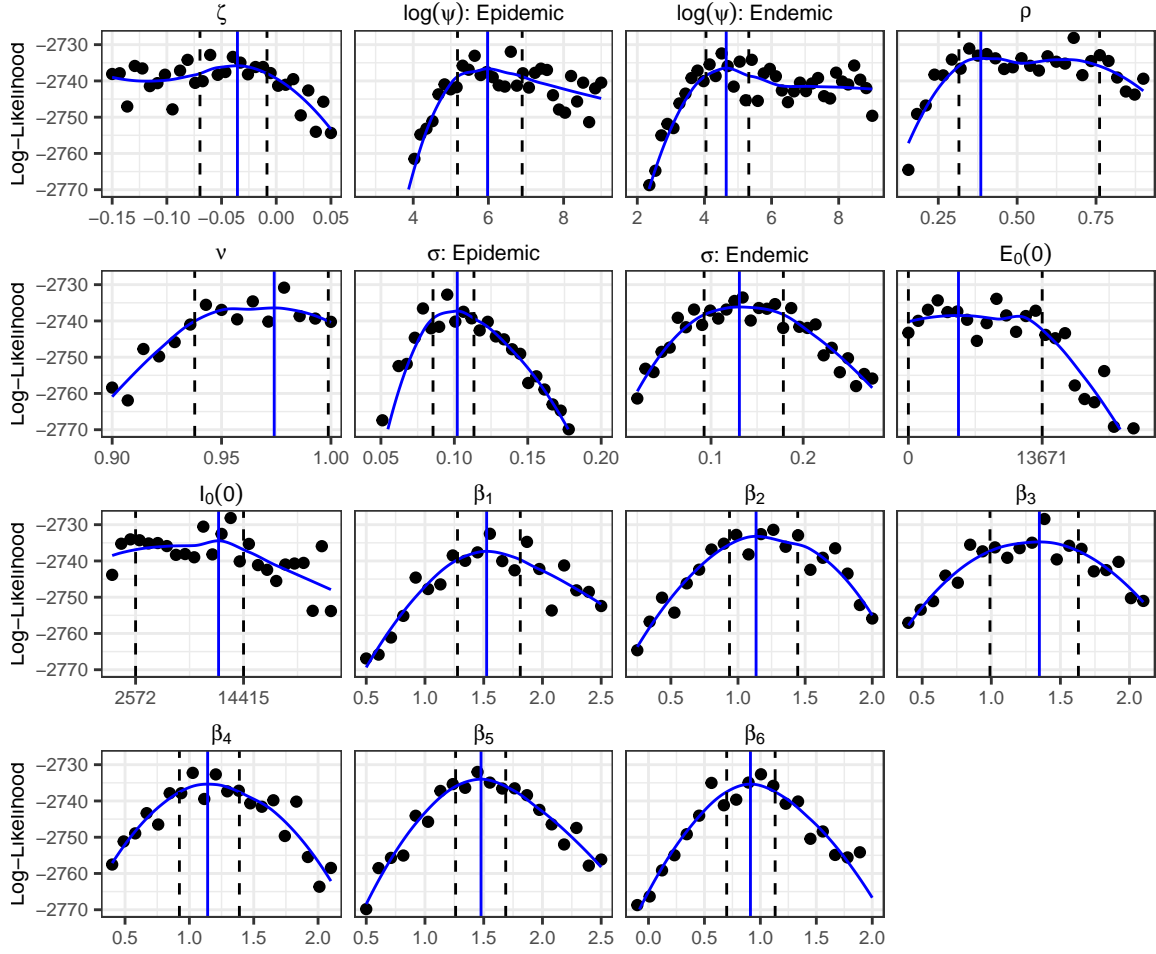 ζ log(ψ): Epidemic log(ψ): Endemic ρ
Log−Likelihood
−2730
−2740
−2750
−2760
−2770
−0.15 −0.10 −0.05 0.00 0.05
4 6 8
2 4 6 8
0.25 0.50 0.75
ν σ: Epidemic σ: Endemic E₀(0)
Log−Likelihood
−2730
−2740
−2750
−2760
−2770
0.90 0.95 1.00
0.05 0.10 0.15 0.20
0.1 0.2
0 13671
I₀(0) β₁ β₂ β₃
Log−Likelihood
−2730
−2740
−2750
−2760
−2770
2572 14415
0.5 1.0 1.5 2.0 2.5
0.5 1.0 1.5 2.0
0.5 1.0 1.5 2.0
β₄ β₅ β₆
Log−Likelihood
−2730
−2740
−2750
−2760
−2770
0.5 1.0 1.5 2.0
0.5 1.0 1.5 2.0 2.5
0.0 0.5 1.0 1.5 2.0